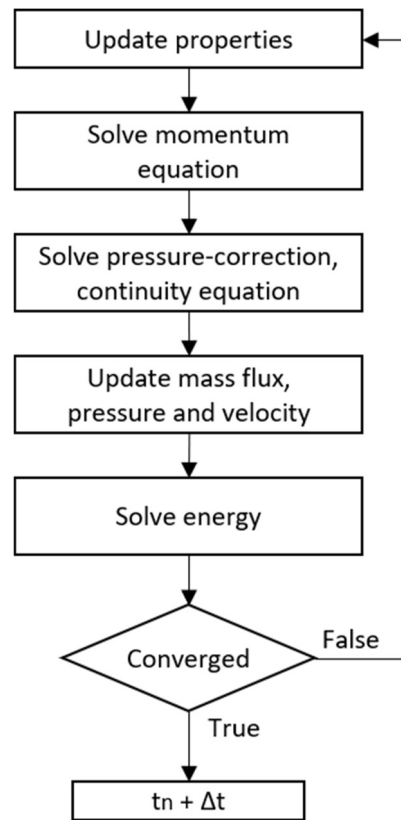 Update properties
Solve momentum
equation
Solve pressure-correction,
continuity equation
Update mass flux,
pressure and velocity
Solve energy
Converged
False
True
tn + Δt